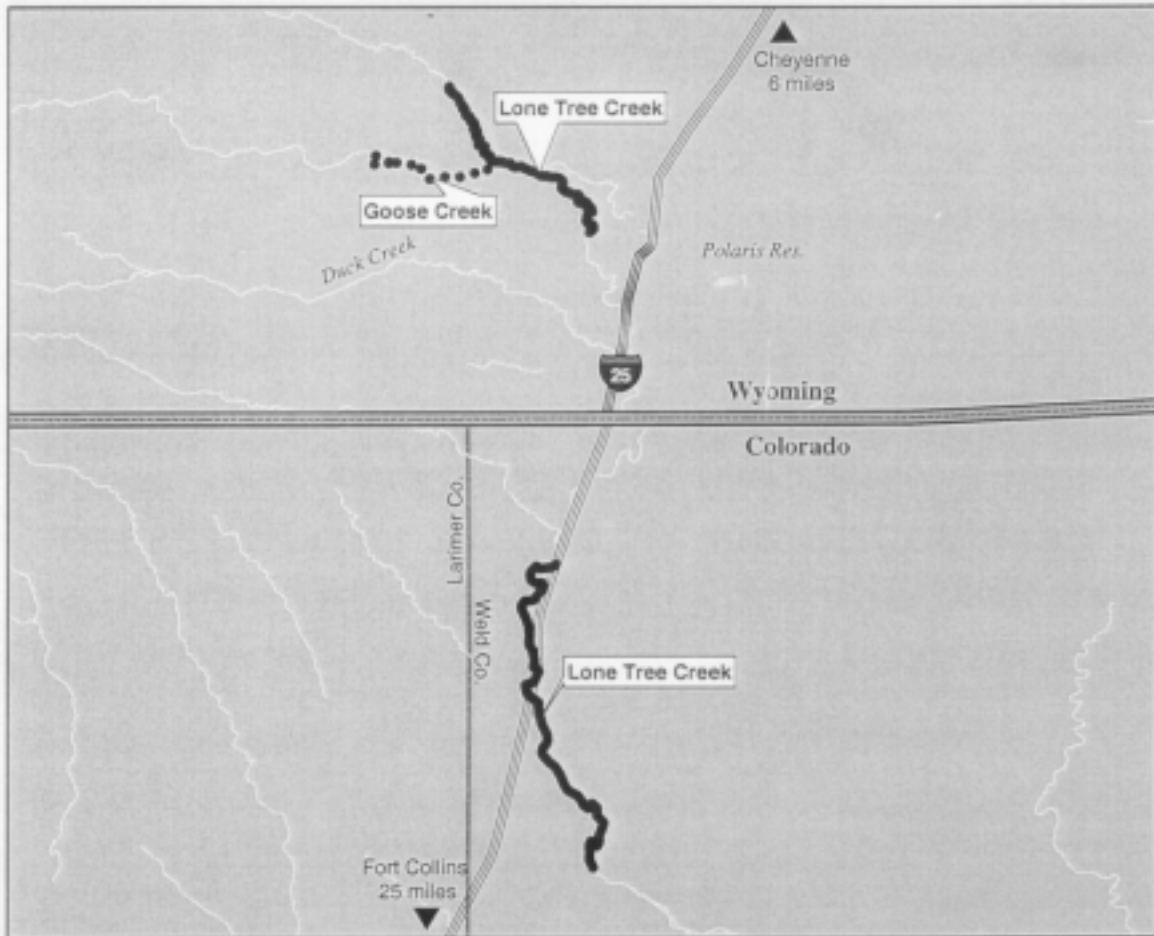 Cheyenne
6 miles
Lone Tree Creek
Goose Creek
Duck Creek
Polaris Res.
25
Wyoming
Colorado
Larimer Co.
Weld Co.
Lone Tree Creek
Fort Collins
25 miles